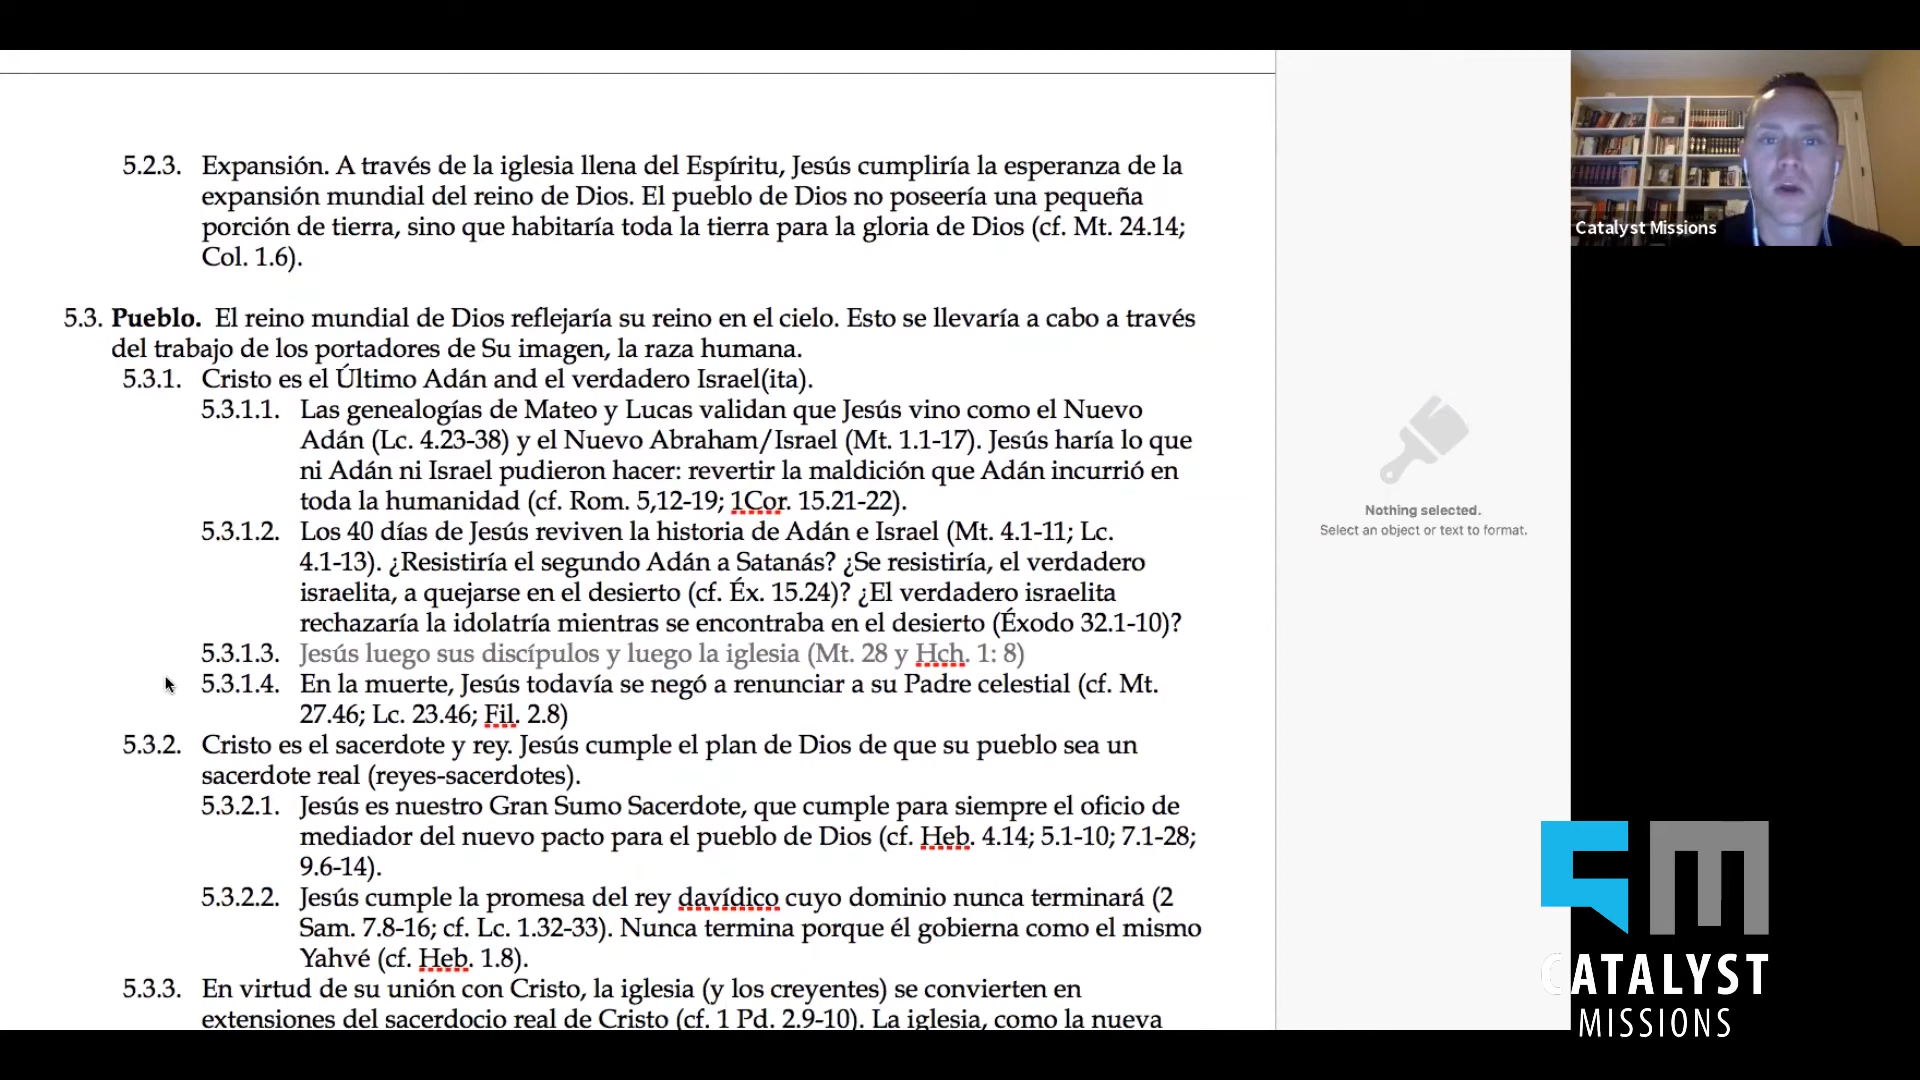 5.2.3. Expansión. A través de la iglesia llena del Espíritu, Jesús cumpliría la esperanza de la
expansión mundial del reino de Dios. El pueblo de Dios no poseería una pequeña
porción de tierra, sino que habitaría toda la tierra para la gloria de Dios (cf. Mt. 24.14;
Col. 1.6).
5.3. Pueblo. El reino mundial de Dios reflejaría su reino en el cielo. Esto se llevaría a cabo a través
del trabajo de los portadores de Su imagen, la raza humana.
5.3.1. Cristo es el Último Adán and el verdadero Israel(ita).
5.3.1.1. Las genealogías de Mateo y Lucas validan que Jesús vino como el Nuevo
Adán (Lc. 4.23-38) y el Nuevo Abraham/Israel (Mt. 1.1-17). Jesús haría lo que
ni Adán ni Israel pudieron hacer: revertir la maldición que Adán incurrió en
toda la humanidad (cf. Rom. 5,12-19; 1Cor. 15.21-22).
5.3.1.2. Los 40 días de Jesús reviven la historia de Adán e Israel (Mt. 4.1-11; Lc.
4.1-13). ¿Resistiría el segundo Adán a Satanás? ¿Se resistiría, el verdadero
israelita, a quejarse en el desierto (cf. Éx. 15.24)? ¿El verdadero israelita
rechazaría la idolatría mientras se encontraba en el desierto (Éxodo 32.1-10)?
5.3.1.3. Jesús luego sus discípulos y luego la iglesia (Mt. 28 y Hch. 1: 8)
5.3.1.4. En la muerte, Jesús todavía se negó a renunciar a su Padre celestial (cf. Mt.
27.46; Lc. 23.46; Fil. 2.8)
5.3.2. Cristo es el sacerdote y rey. Jesús cumple el plan de Dios de que su pueblo sea un
sacerdote real (reyes-sacerdotes).
5.3.2.1. Jesús es nuestro Gran Sumo Sacerdote, que cumple para siempre el oficio de
mediador del nuevo pacto para el pueblo de Dios (cf. Heb. 4.14; 5.1-10; 7.1-28;
9.6-14).
5.3.2.2. Jesús cumple la promesa del rey davídico cuyo dominio nunca terminará (2
Sam. 7.8-16; cf. Lc. 1.32-33). Nunca termina porque él gobierna como el mismo
Yahvé (cf. Heb. 1.8).
5.3.3. En virtud de su unión con Cristo, la iglesia (y los creyentes) se convierten en
extensiones del sacerdocio real de Cristo (cf. 1 Pd. 2.9-10). La iglesia, como la nueva
Nothing selected.
Select an object or text to format.
Catalyst Missions
CATALYST
MISSIONS